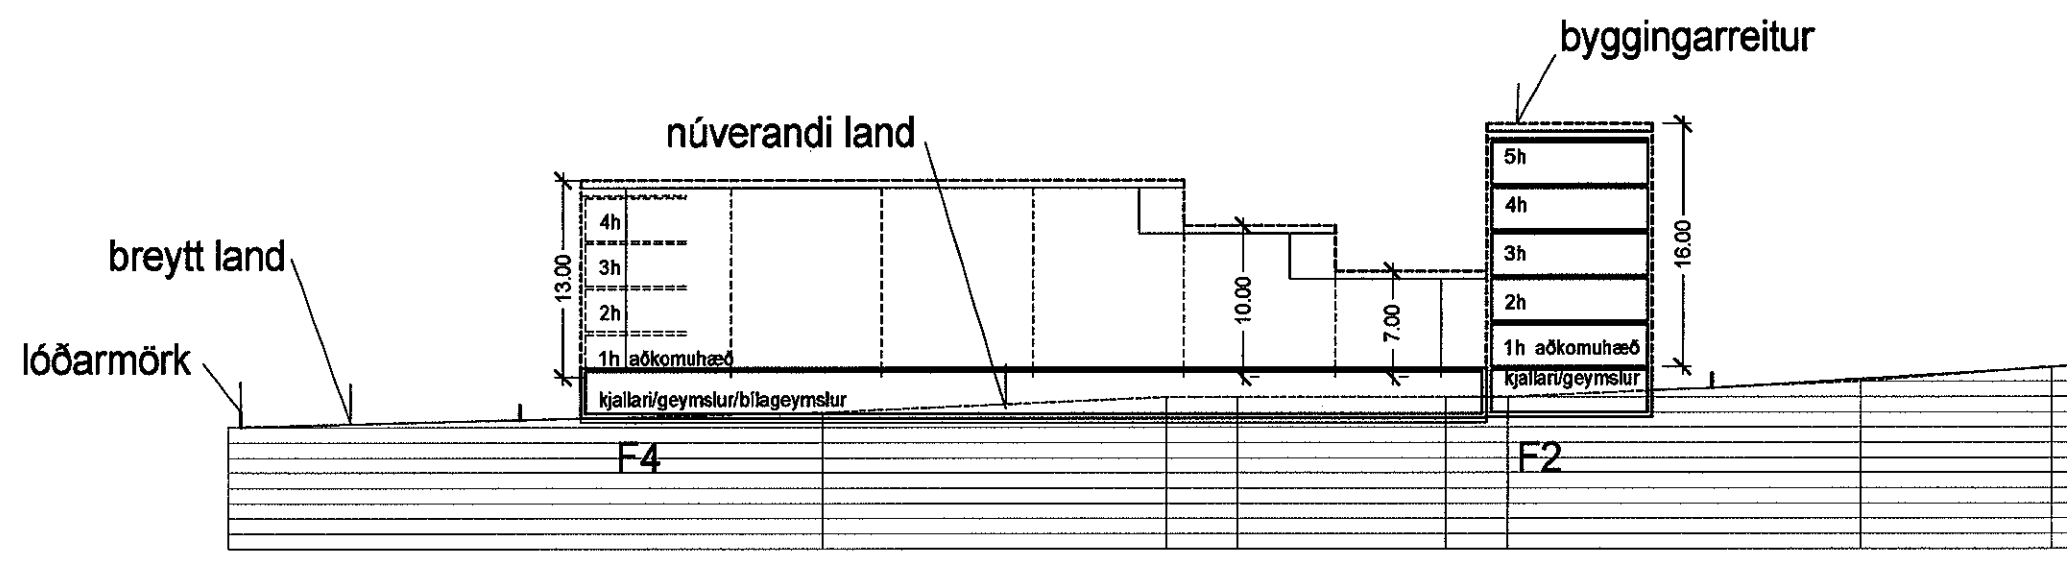 byggingarreitur
núverandi land
breytt land
lóðarmörk
13.00
4h
3h
2h
1h aðkomuhæð
kjallari/geymslur/bílageymslur
10.00
7.00
5h
4h
3h
2h
1h aðkomuhæð
kjallari/geymslur
16.00
F4
F2